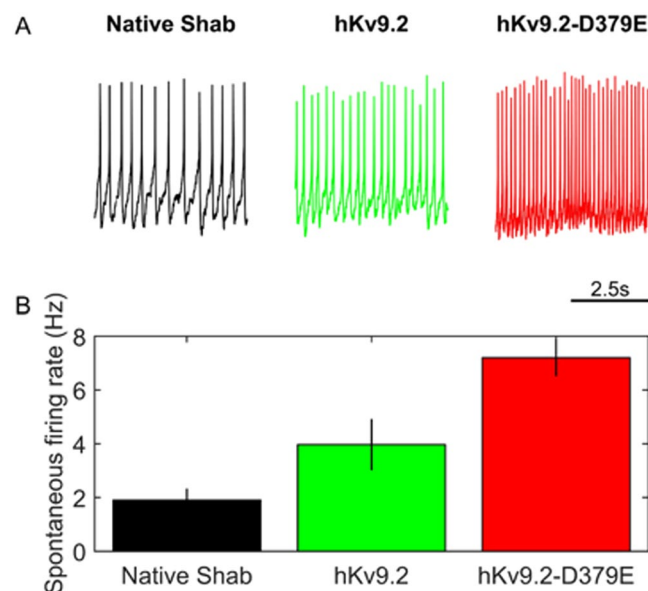 A
Native Shab hKv9.2 hKv9.2-D379E
2.5s
B
Spontaneous firing rate (Hz)
8
6
4
2
0
Native Shab hKv9.2 hKv9.2-D379E